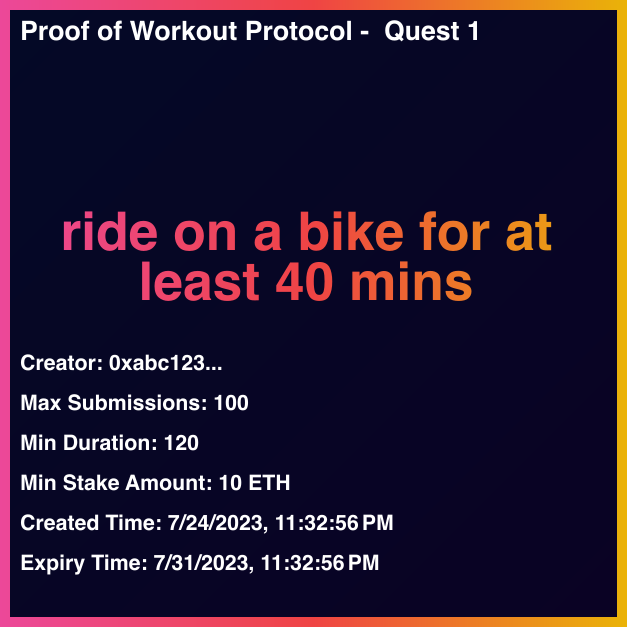 Proof of Workout Protocol -  Quest 1
ride on a bike for at
least 40 mins
Creator: 0xabc123...
Max Submissions: 100
Min Duration: 120
Min Stake Amount: 10 ETH
Created Time: 7/24/2023, 11:32:56 PM
Expiry Time: 7/31/2023, 11:32:56 PM